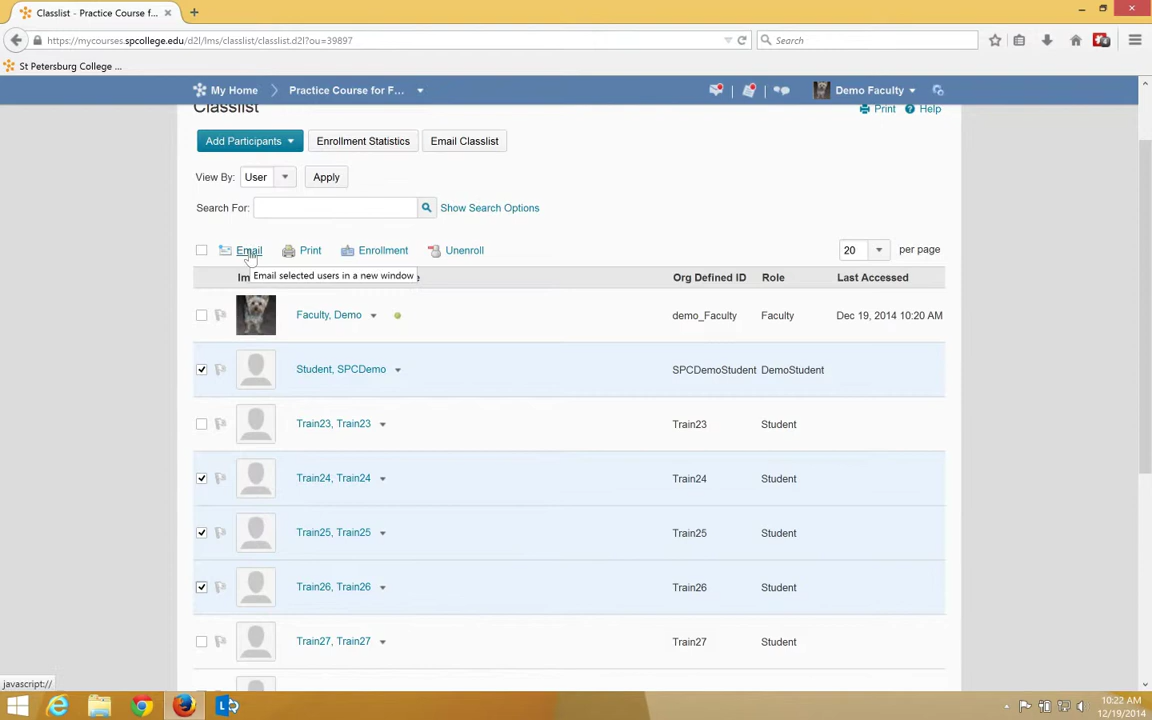 Classlist - Practice Course for F...
https://mycourses.spcollege.edu/d2l/lms/classlist/classlist.d2l?ou=39897
Search
St Petersburg College ...
My Home
Practice Course for F...
Demo Faculty
Classlist
Print
Help
Add Participants
Enrollment Statistics
Email Classlist
View By:
User
Apply
Search For:
Show Search Options
Email
Print
Enrollment
Unenroll
20
per page
Email selected users in a new window
Im
e
Org Defined ID
Role
Last Accessed
Faculty, Demo
demo_Faculty
Faculty
Dec 19, 2014 10:20 AM
Student, SPCDemo
SPCDemoStudent
DemoStudent
Train23, Train23
Train23
Student
Train24, Train24
Train24
Student
Train25, Train25
Train25
Student
Train26, Train26
Train26
Student
Train27, Train27
Train27
Student
javascript://
10:22 AM
12/19/2014